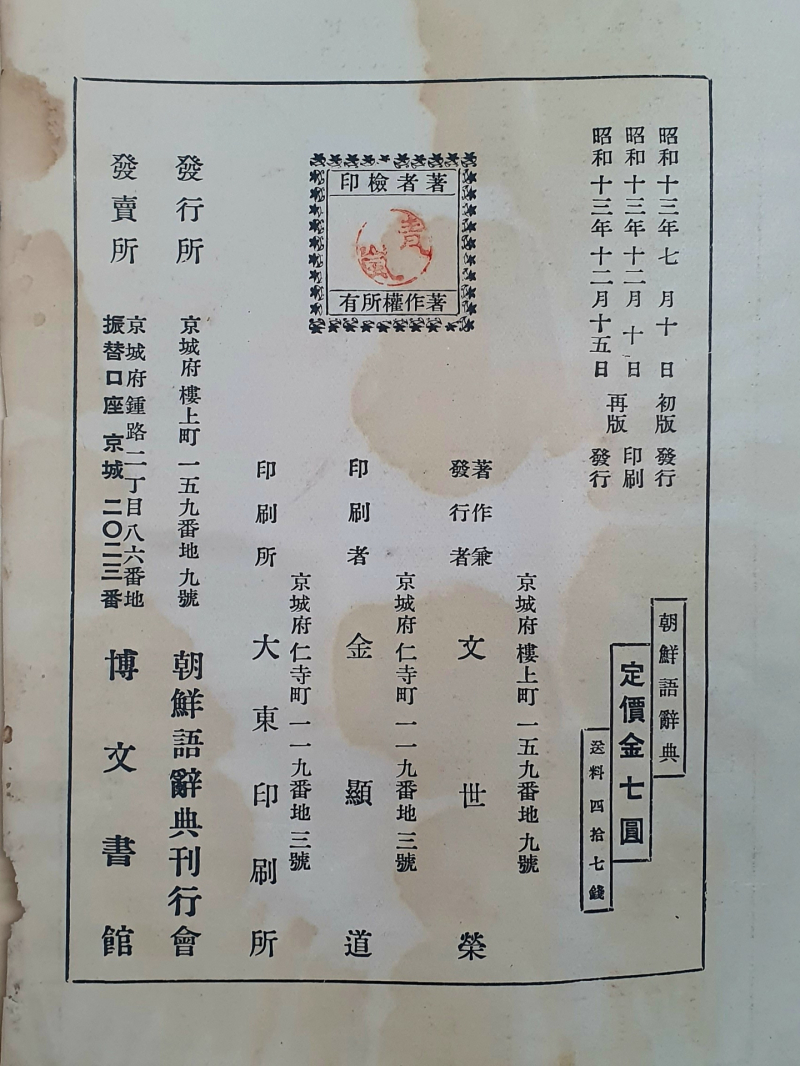 昭和十三年七月十日 初版 發行
昭和十三年十二月十日 印刷
再版
昭和十三年十二月十五日 發行
朝鮮語辭典
定價金七圓
送料 四拾七錢
著者檢印
青嵐
著作權所有
京城府樓上町一五九番地九號
著作兼
發行者
文世榮
京城府仁寺町一一九番地三號
印刷者 金顯道
京城府仁寺町一一九番地三號
印刷所 大東印刷所
發行所 京城府樓上町一五九番地九號 朝鮮語辭典刊行會
發賣所
京城府鍾路二丁目八六番地
振替口座京城二〇二三番
博文書館